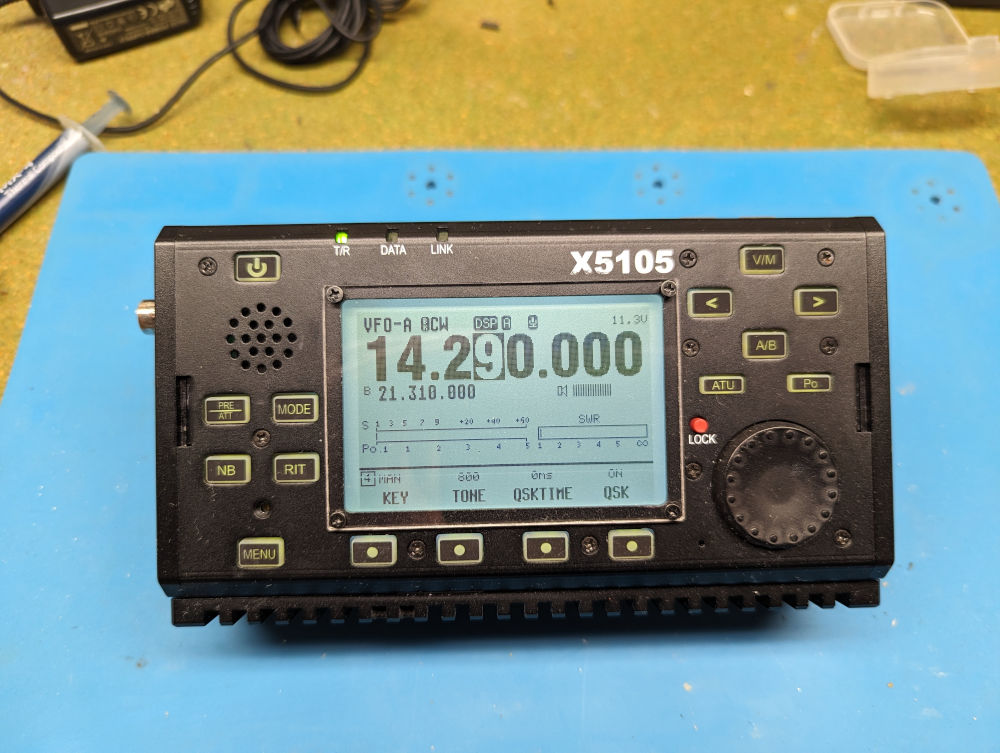 T/R DATA LINK
X5105
V/M
< >
A/B
ATU Po
LOCK
PRE
ATT
MODE
NB RIT
MENU
VFO-A CW DSP A 11.3V
14.290.000
B 21.310.000
S 1 3 5 7 9 +20 +40 +60 SWR
Po.1 1 2 3 4 5 1 2 3 4 5 ∞
4 MAN 800 0ms ON
KEY TONE QSKTIME QSK